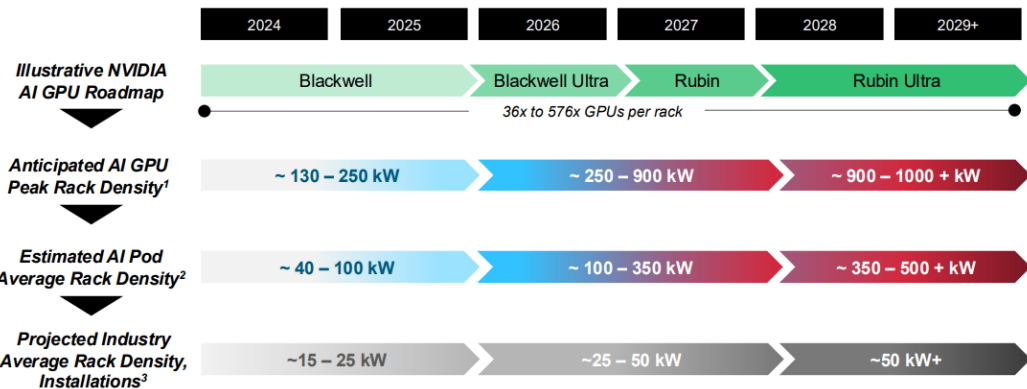 2024 2025 2026 2027 2028 2029+
Illustrative NVIDIA
AI GPU Roadmap
Blackwell Blackwell Ultra Rubin Rubin Ultra
36x to 576x GPUs per rack
Anticipated AI GPU
Peak Rack Density¹
~ 130 – 250 kW ~ 250 – 900 kW ~ 900 – 1000 + kW
Estimated AI Pod
Average Rack Density²
~ 40 – 100 kW ~ 100 – 350 kW ~ 350 – 500 + kW
Projected Industry
Average Rack Density,
Installations³
~15 – 25 kW ~25 – 50 kW ~50 kW+